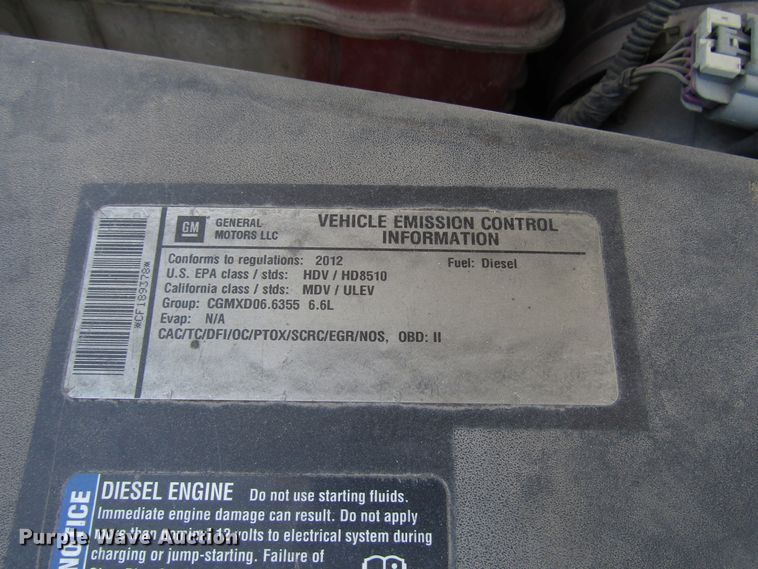 GM GENERAL MOTORS LLC
VEHICLE EMISSION CONTROL
INFORMATION
Conforms to regulations: 2012 Fuel: Diesel
U.S. EPA class / stds: HDV / HD8510
California class / stds: MDV / ULEV
Group: CGMXD06.6355 6.6L
Evap: N/A
CAC/TC/DFI/OC/PTOX/SCRC/EGR/NOS, OBD: II
*CF189378*
NOTICE
DIESEL ENGINE Do not use starting fluids.
Immediate engine damage can result. Do not apply
volts to electrical system during
charging or jump-starting. Failure of
Purple Wave Auction